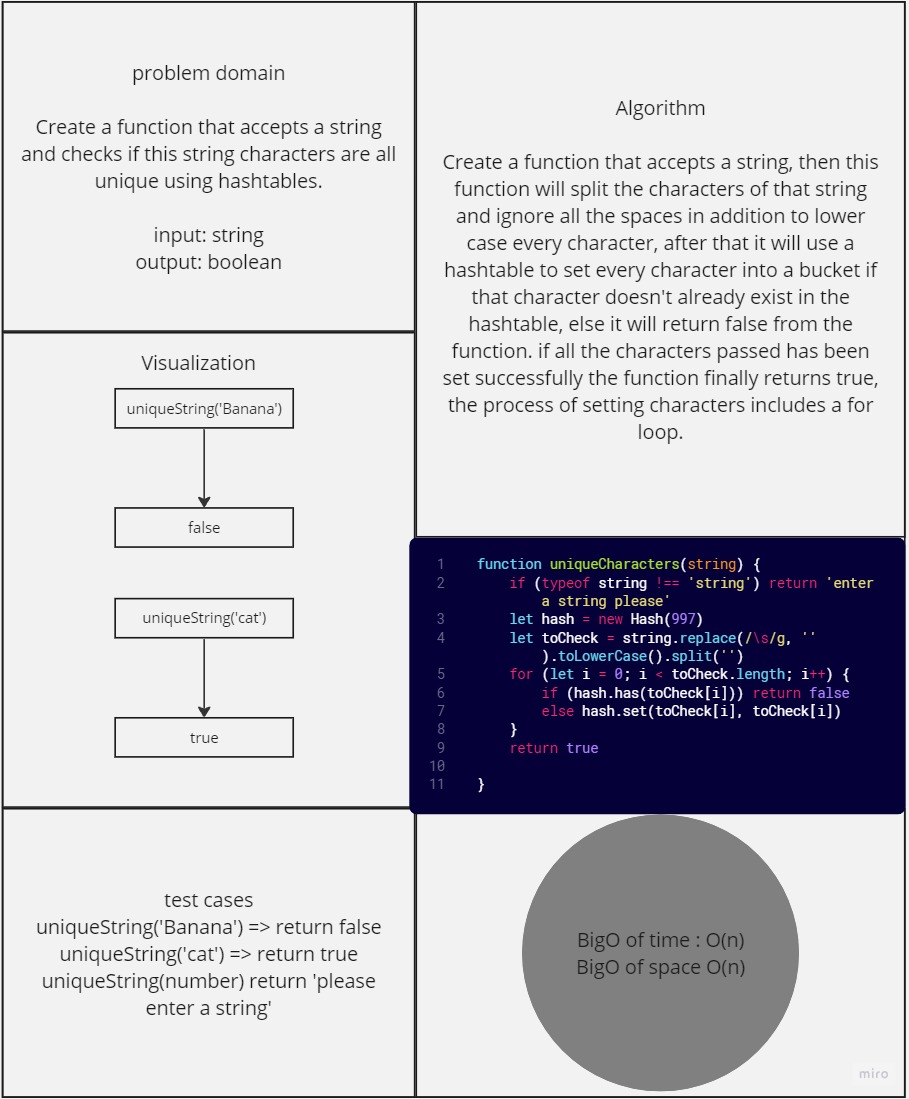 problem domain
Create a function that accepts a string
and checks if this string characters are all
unique using hashtables.
input: string
output: boolean
Visualization
uniqueString('Banana')
false
uniqueString('cat')
true
test cases
uniqueString('Banana') => return false
uniqueString('cat') => return true
uniqueString(number) return 'please
enter a string'
Algorithm
Create a function that accepts a string, then this
function will split the characters of that string
and ignore all the spaces in addition to lower
case every character, after that it will use a
hashtable to set every character into a bucket if
that character doesn't already exist in the
hashtable, else it will return false from the
function. if all the characters passed has been
set successfully the function finally returns true,
the process of setting characters includes a for
loop.
1 function uniqueCharacters(string) {
2 if (typeof string !== 'string') return 'enter
a string please'
3 let hash = new Hash(997)
4 let toCheck = string.replace(/\s/g, ''
).toLowerCase().split('')
5 for (let i = 0; i < toCheck.length; i++) {
6 if (hash.has(toCheck[i])) return false
7 else hash.set(toCheck[i], toCheck[i])
8 }
9 return true
10
11 }
BigO of time : O(n)
BigO of space O(n)
miro